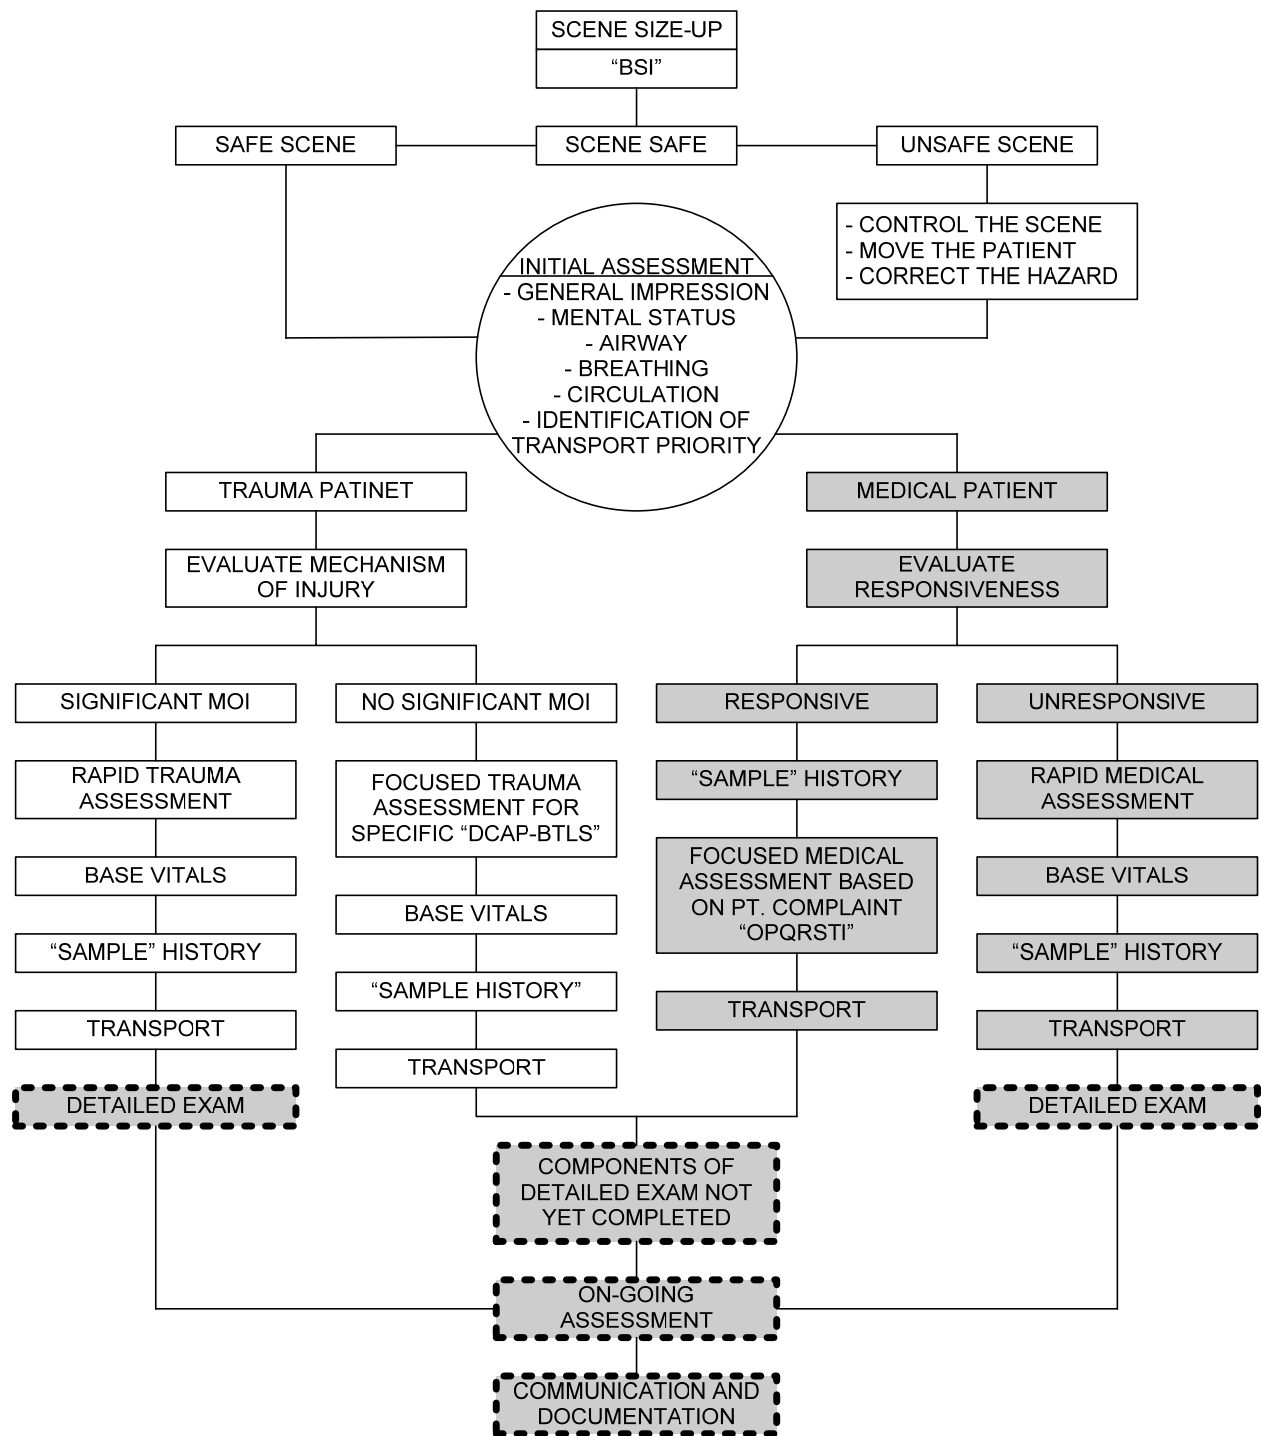 SCENE SIZE-UP
“BSI”
SAFE SCENE
SCENE SAFE
UNSAFE SCENE
- CONTROL THE SCENE
- MOVE THE PATIENT
- CORRECT THE HAZARD
INITIAL ASSESSMENT
- GENERAL IMPRESSION
- MENTAL STATUS
- AIRWAY
- BREATHING
- CIRCULATION
- IDENTIFICATION OF
TRANSPORT PRIORITY
TRAUMA PATINET
MEDICAL PATIENT
EVALUATE MECHANISM
OF INJURY
EVALUATE
RESPONSIVENESS
SIGNIFICANT MOI
RAPID TRAUMA
ASSESSMENT
BASE VITALS
“SAMPLE” HISTORY
TRANSPORT
DETAILED EXAM
NO SIGNIFICANT MOI
FOCUSED TRAUMA
ASSESSMENT FOR
SPECIFIC “DCAP-BTLS”
BASE VITALS
“SAMPLE HISTORY”
TRANSPORT
RESPONSIVE
“SAMPLE” HISTORY
FOCUSED MEDICAL
ASSESSMENT BASED
ON PT. COMPLAINT
“OPQRSTI”
TRANSPORT
UNRESPONSIVE
RAPID MEDICAL
ASSESSMENT
BASE VITALS
“SAMPLE” HISTORY
TRANSPORT
DETAILED EXAM
COMPONENTS OF
DETAILED EXAM NOT
YET COMPLETED
ON-GOING
ASSESSMENT
COMMUNICATION AND
DOCUMENTATION